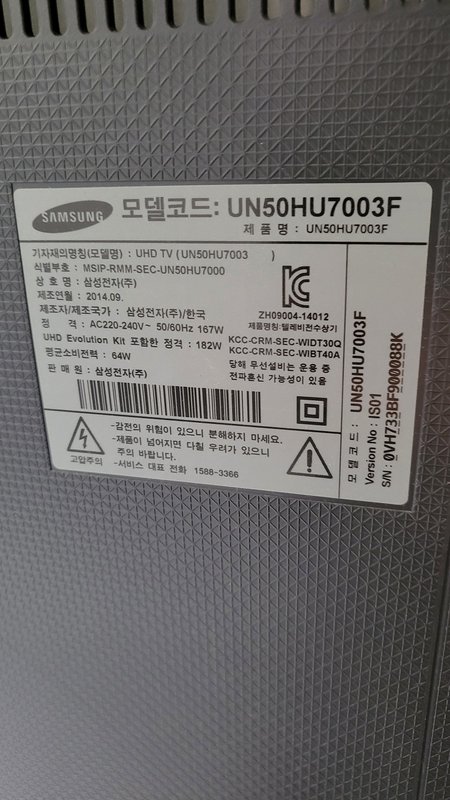 SAMSUNG 모델코드: UN50HU7003F
제 품 명 : UN50HU7003F
기자재의명칭(모델명) : UHD TV (UN50HU7003 )
식별부호 : MSIP-RMM-SEC-UN50HU7000
상 호 명 : 삼성전자(주)
제조연월 : 2014.09.
제조자/제조국가 : 삼성전자(주)/한국
정 격 : AC220-240V~ 50/60Hz 167W
UHD Evolution Kit 포함한 정격 : 182W
평균소비전력 : 64W
판 매 원 : 삼성전자(주)
ZH09004-14012
제품명칭:텔레비전수상기
KCC-CRM-SEC-WIDT30Q
KCC-CRM-SEC-WIBT40A
당해 무선설비는 운용 중
전파혼신 가능성이 있음
고압주의
-감전의 위험이 있으니 분해하지 마세요.
-제품이 넘어지면 다칠 우려가 있으니
주의 바랍니다.
-서비스 대표 전화 1588-3366
모 델 코 드 : UN50HU7003F
Version No : IS01
S/N : 0VHZ33BF900088K